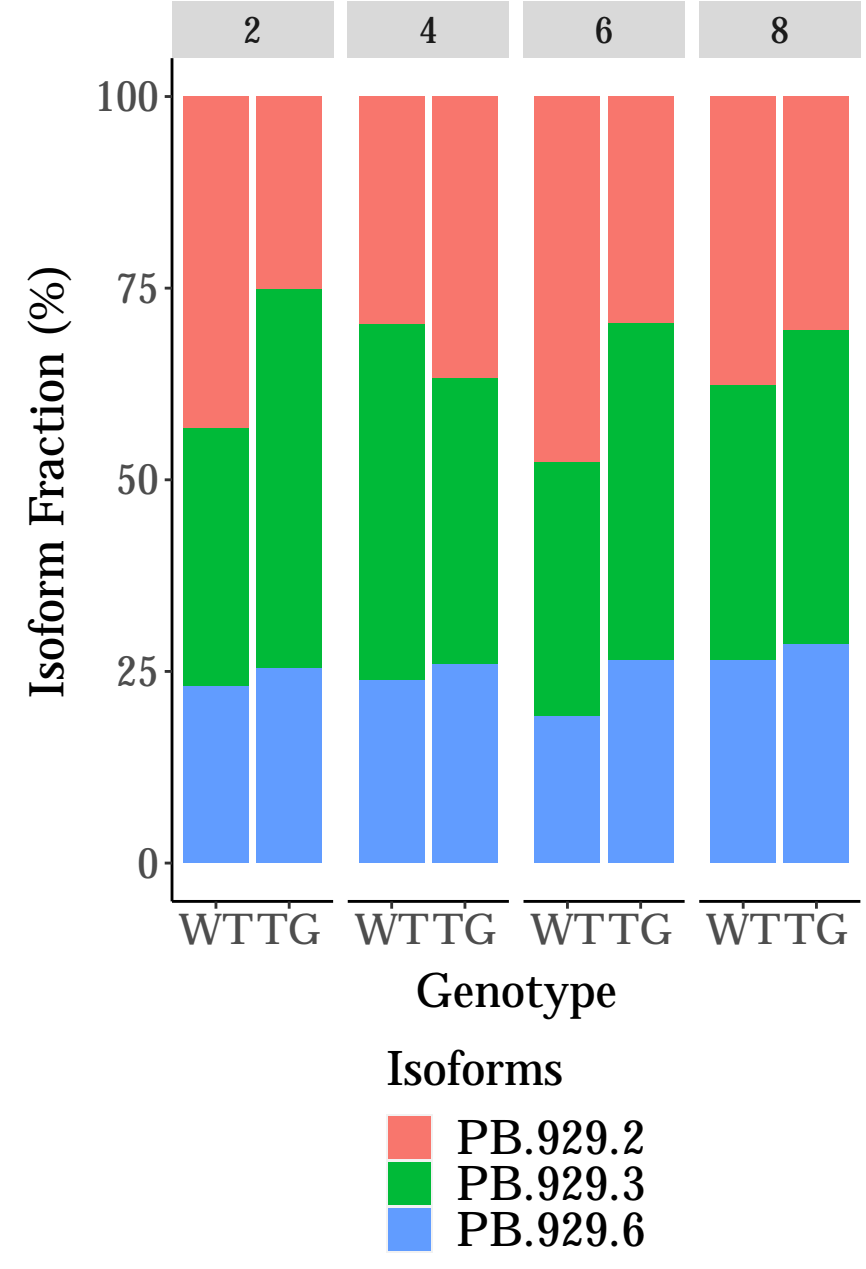 2 4 6 8
100
75
50
25
0
Isoform Fraction (%)
WT TG WT TG WT TG WT TG
Genotype
Isoforms
PB.929.2
PB.929.3
PB.929.6